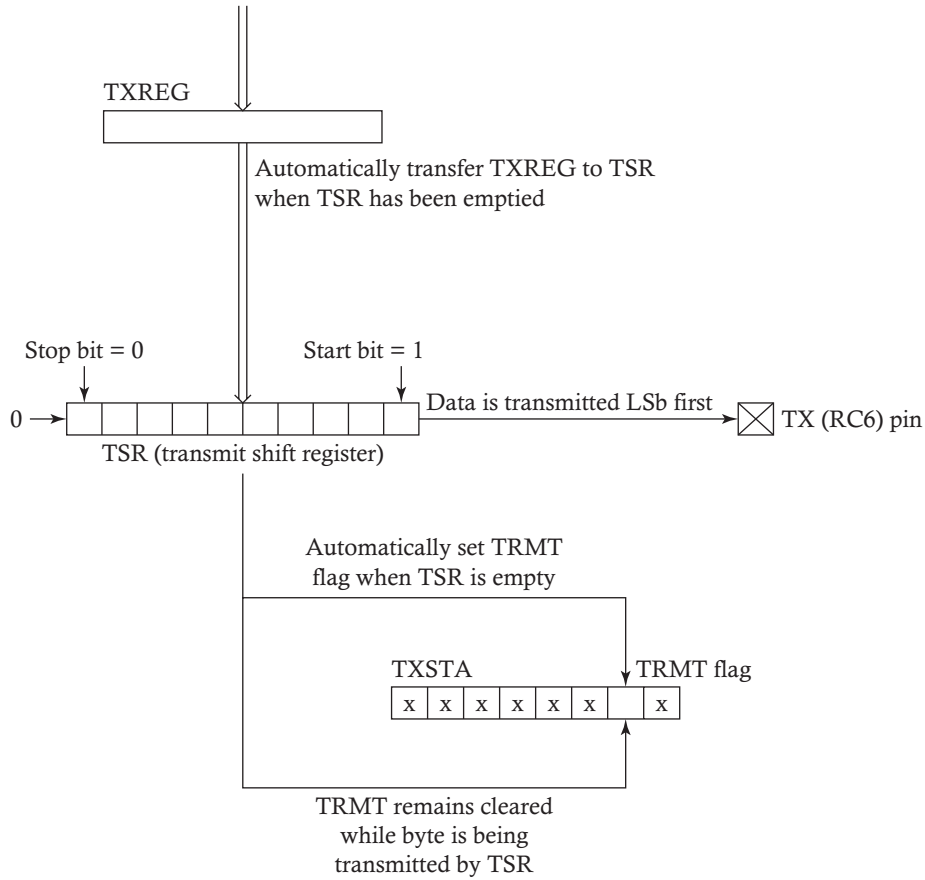 TXREG
Automatically transfer TXREG to TSR
when TSR has been emptied
Stop bit = 0
Start bit = 1
0
Data is transmitted LSb first
TX (RC6) pin
TSR (transmit shift register)
Automatically set TRMT
flag when TSR is empty
TXSTA
TRMT flag
x x x x x x x
TRMT remains cleared
while byte is being
transmitted by TSR